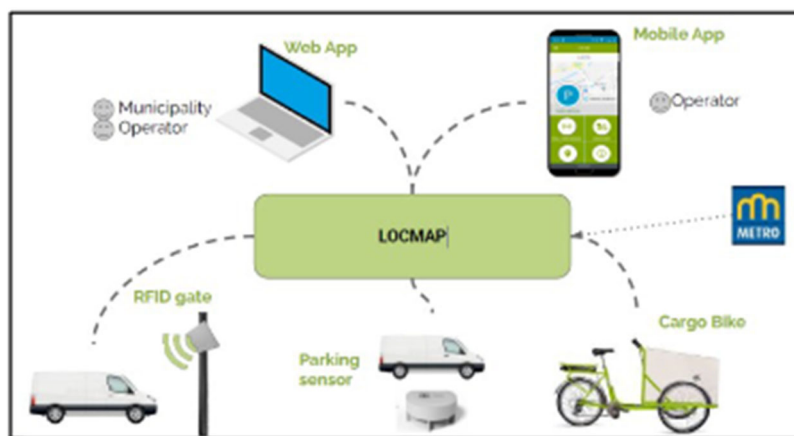 Web App
Mobile App
Municipality
Operator
Operator
P
LOCMAP
METRO
RFID gate
Parking
sensor
Cargo Bike